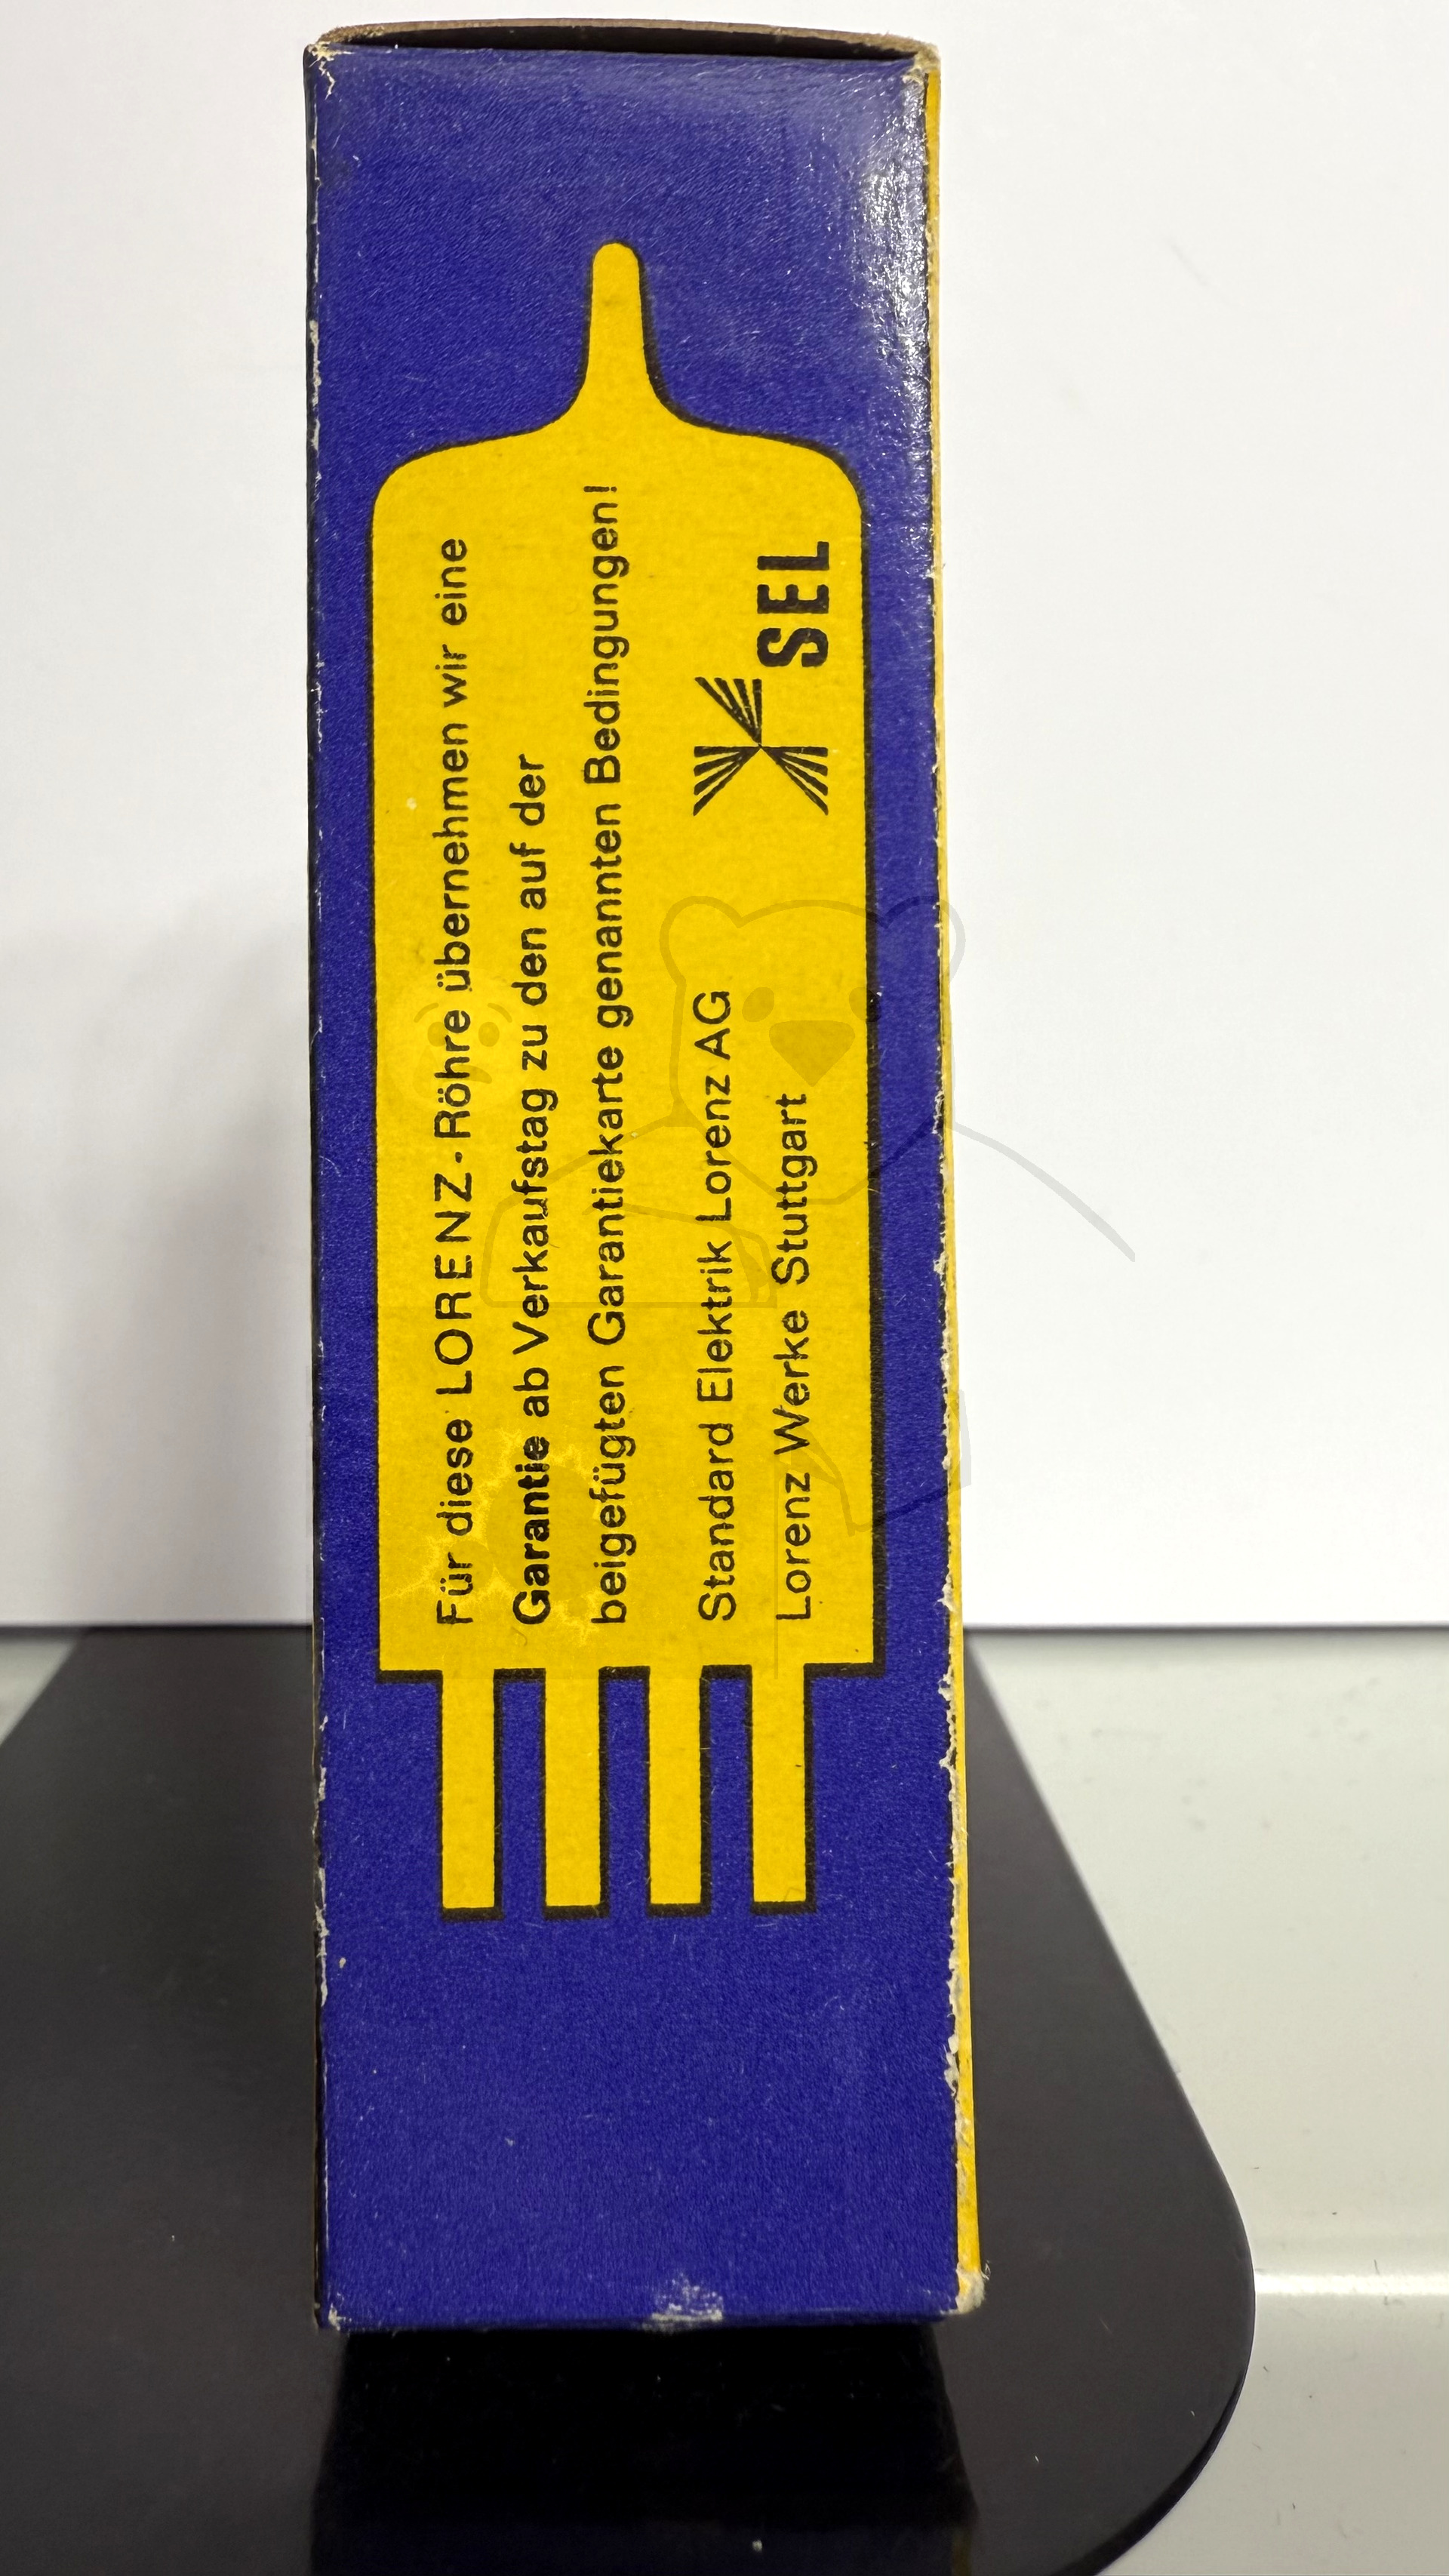 Für diese LORENZ-Röhre übernehmen wir eine
Garantie ab Verkaufstag zu den auf der
beigefügten Garantiekarte genannten Bedingungen!
Standard Elektrik Lorenz AG
Lorenz Werke Stuttgart
SEL